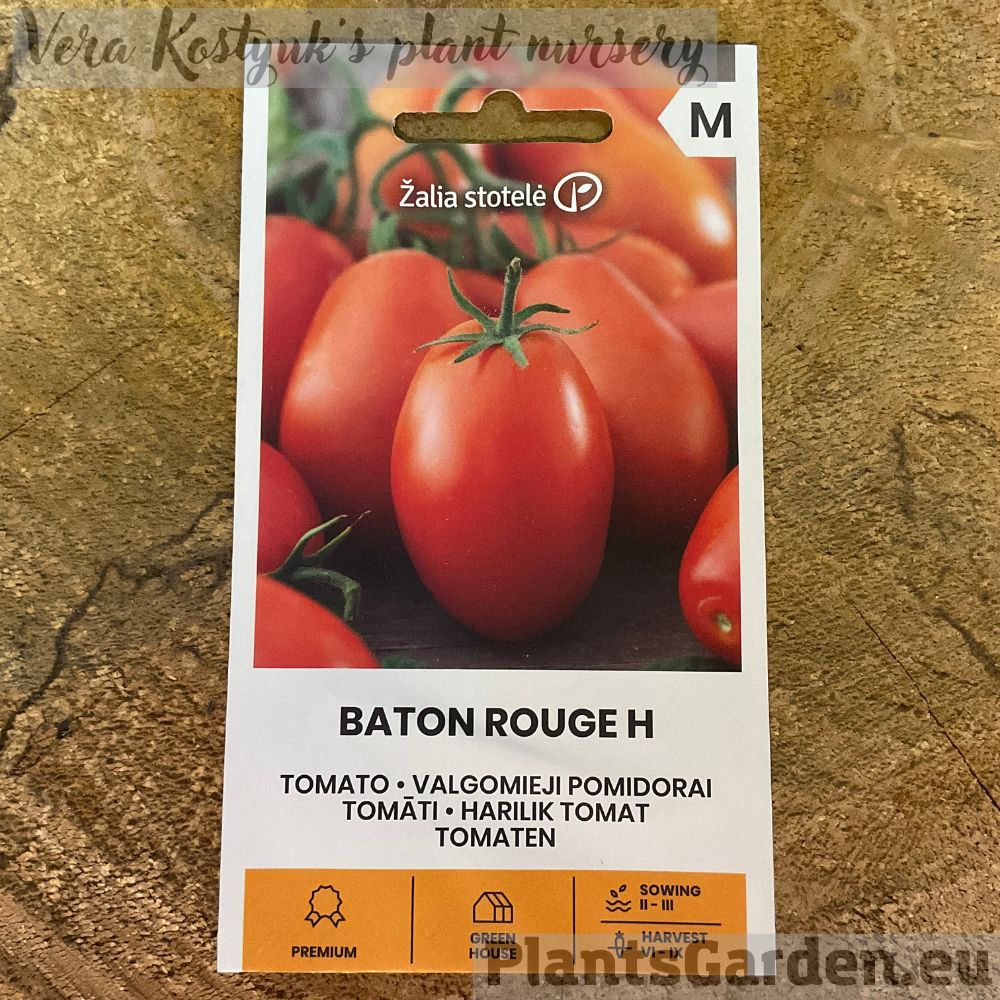 Vera Kostyuk's plant nursery
M
Žalia stotelė
BATON ROUGE H
TOMATO • VALGOMIEJI POMIDORAI
TOMĀTI • HARILIK TOMAT
TOMATEN
PREMIUM
GREEN
HOUSE
SOWING
II - III
HARVEST
VI - IX
PlantsGarden.eu